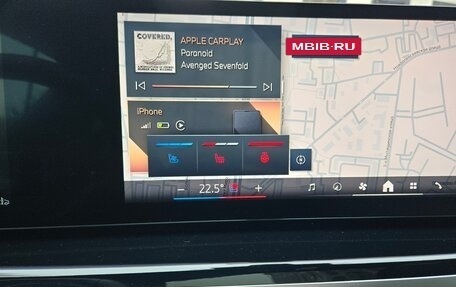 COVERED,
APPLE CARPLAY
Paranoid
Avenged Sevenfold
MBIB·RU
iPhone
− 22.5° +